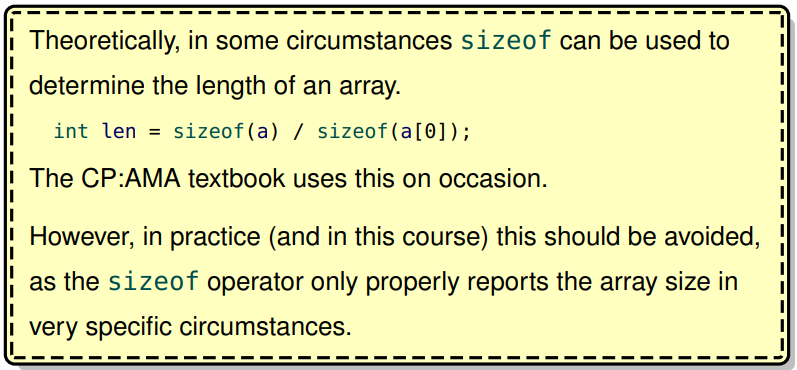 Theoretically, in some circumstances sizeof can be used to
determine the length of an array.
int len = sizeof(a) / sizeof(a[0]);
The CP:AMA textbook uses this on occasion.
However, in practice (and in this course) this should be avoided,
as the sizeof operator only properly reports the array size in
very specific circumstances.